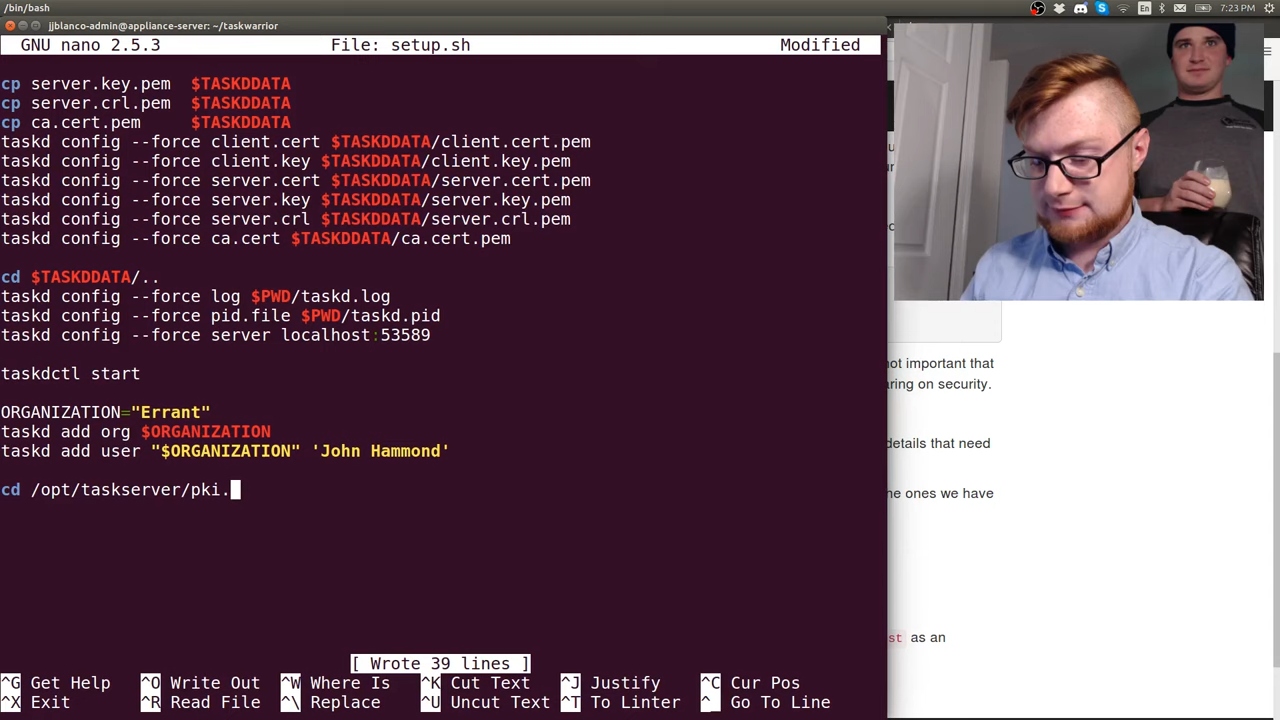 /bin/bash
En
7:23 PM
jjblanco-admin@appliance-server: ~/taskwarrior
GNU nano 2.5.3 File: setup.sh Modified
cp server.key.pem $TASKDDATA
cp server.crl.pem $TASKDDATA
cp ca.cert.pem $TASKDDATA
taskd config --force client.cert $TASKDDATA/client.cert.pem
taskd config --force client.key $TASKDDATA/client.key.pem
taskd config --force server.cert $TASKDDATA/server.cert.pem
taskd config --force server.key $TASKDDATA/server.key.pem
taskd config --force server.crl $TASKDDATA/server.crl.pem
taskd config --force ca.cert $TASKDDATA/ca.cert.pem
cd $TASKDDATA/..
taskd config --force log $PWD/taskd.log
taskd config --force pid.file $PWD/taskd.pid
taskd config --force server localhost:53589
taskdctl start
ORGANIZATION="Errant"
taskd add org $ORGANIZATION
taskd add user "$ORGANIZATION" 'John Hammond'
cd /opt/taskserver/pki.
[ Wrote 39 lines ]
^G Get Help ^O Write Out ^W Where Is ^K Cut Text ^J Justify ^C Cur Pos
^X Exit ^R Read File ^\ Replace ^U Uncut Text ^T To Linter ^_ Go To Line
not important that
aring on security.
details that need
he ones we have
st as an